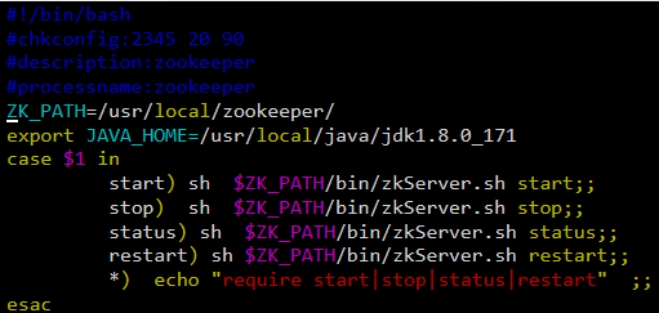 #!/bin/bash
#chkconfig:2345 20 90
#description:zookeeper
#processname:zookeeper
ZK_PATH=/usr/local/zookeeper/
export JAVA_HOME=/usr/local/java/jdk1.8.0_171
case $1 in
         start) sh  $ZK_PATH/bin/zkServer.sh start;;
         stop)  sh  $ZK_PATH/bin/zkServer.sh stop;;
         status) sh  $ZK_PATH/bin/zkServer.sh status;;
         restart) sh $ZK_PATH/bin/zkServer.sh restart;;
         *)  echo "require start|stop|status|restart"  ;;
esac